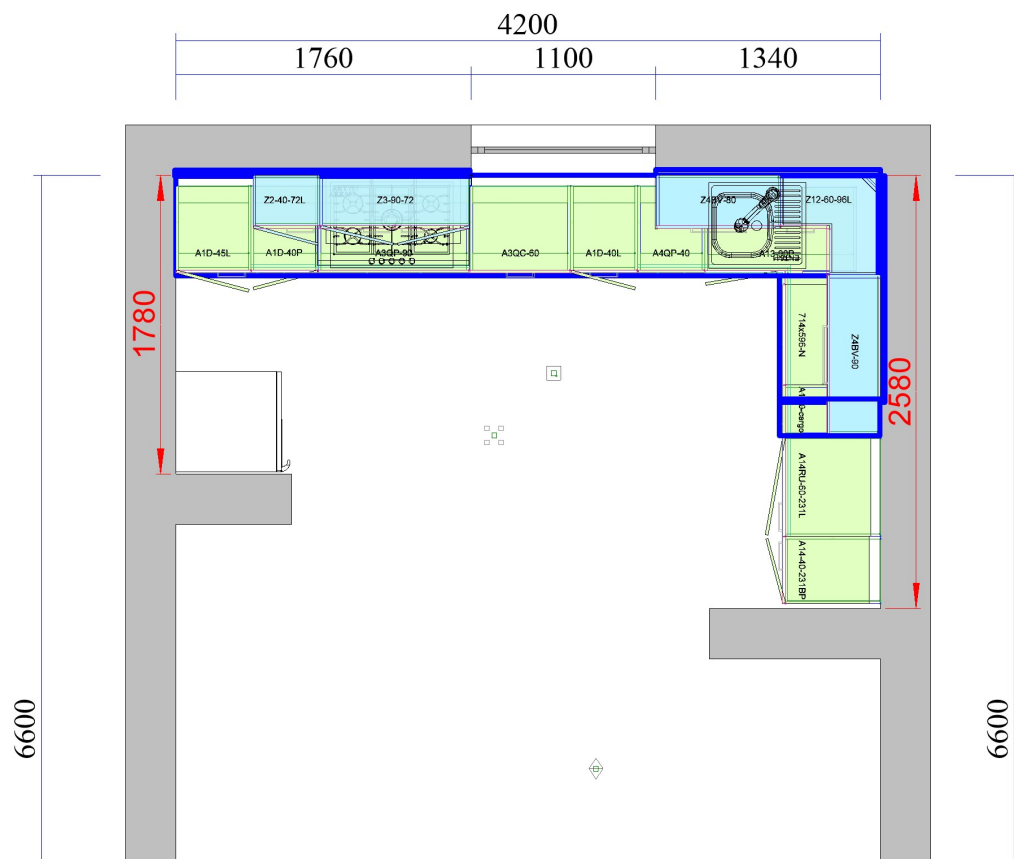 4200
1760
1100
1340
Z2-40-72L
Z3-90-72
Z4BV-80
Z12-60-96L
A1D-45L
A1D-40P
A3QP-90
A3QC-60
A1D-40L
A4QP-40
1780
714x596-N
Z4BV-90
2580
A14RU-60-231L
A14-40-231BP
6600
6600